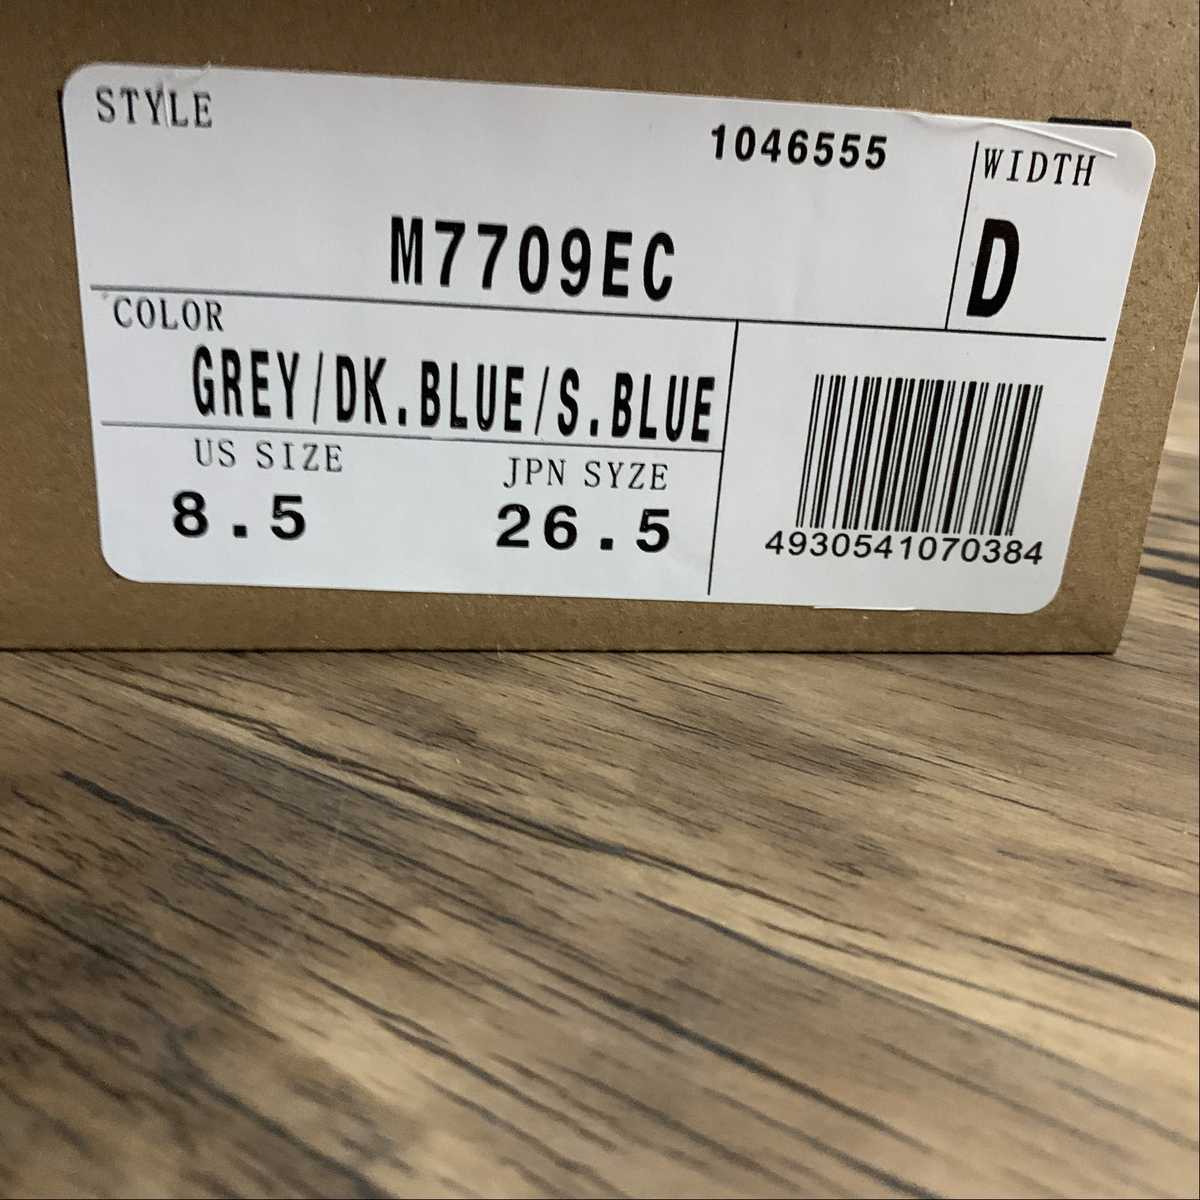 STYLE
1046555
WIDTH
M7709EC
D
COLOR
GREY/DK.BLUE/S.BLUE
US SIZE
JPN SYZE
8.5
26.5
4930541070384